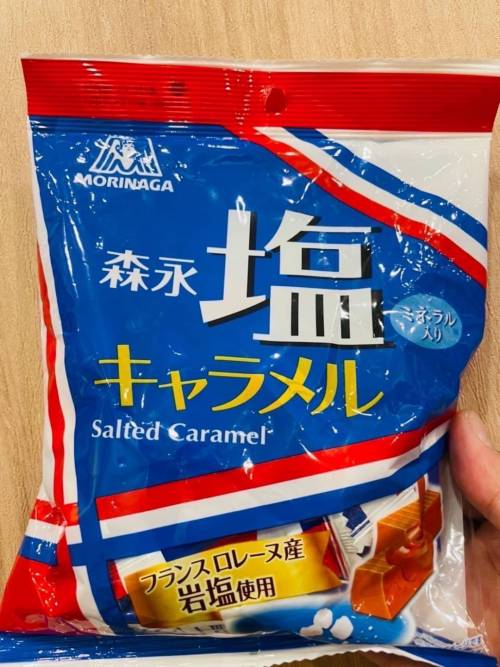 MORINAGA
森永 塩
ミネラル
入り
キャラメル
Salted Caramel
フランス ロレーヌ産
岩塩使用